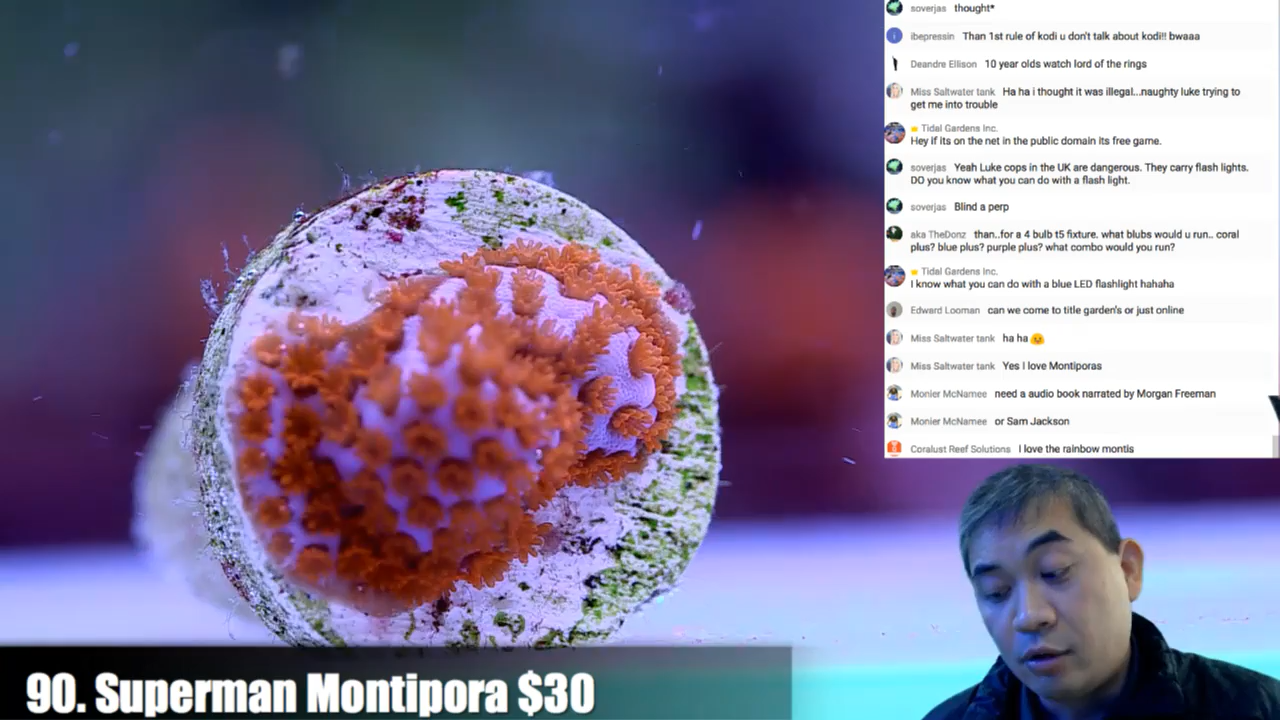 soverjas thought*
ibepressin Than 1st rule of kodi u don't talk about kodi!! bwaaa
Deandre Ellison 10 year olds watch lord of the rings
Miss Saltwater tank Ha ha i thought it was illegal...naughty luke trying to
get me into trouble
Tidal Gardens Inc.
Hey if its on the net in the public domain its free game.
soverjas Yeah Luke cops in the UK are dangerous. They carry flash lights.
DO you know what you can do with a flash light.
soverjas Blind a perp
aka TheDonz than..for a 4 bulb t5 fixture. what blubs would u run.. coral
plus? blue plus? purple plus? what combo would you run?
Tidal Gardens Inc.
I know what you can do with a blue LED flashlight hahaha
Edward Looman can we come to title garden's or just online
Miss Saltwater tank ha ha
Miss Saltwater tank Yes I love Montiporas
Monier McNamee need a audio book narrated by Morgan Freeman
Monier McNamee or Sam Jackson
Coralust Reef Solutions I love the rainbow montis
90. Superman Montipora $30